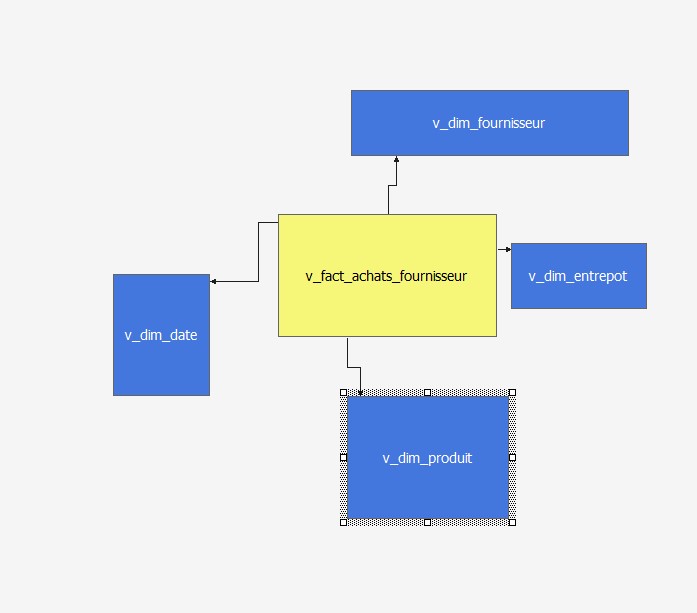 v_dim_fournisseur
v_fact_achats_fournisseur
v_dim_entrepot
v_dim_date
v_dim_produit